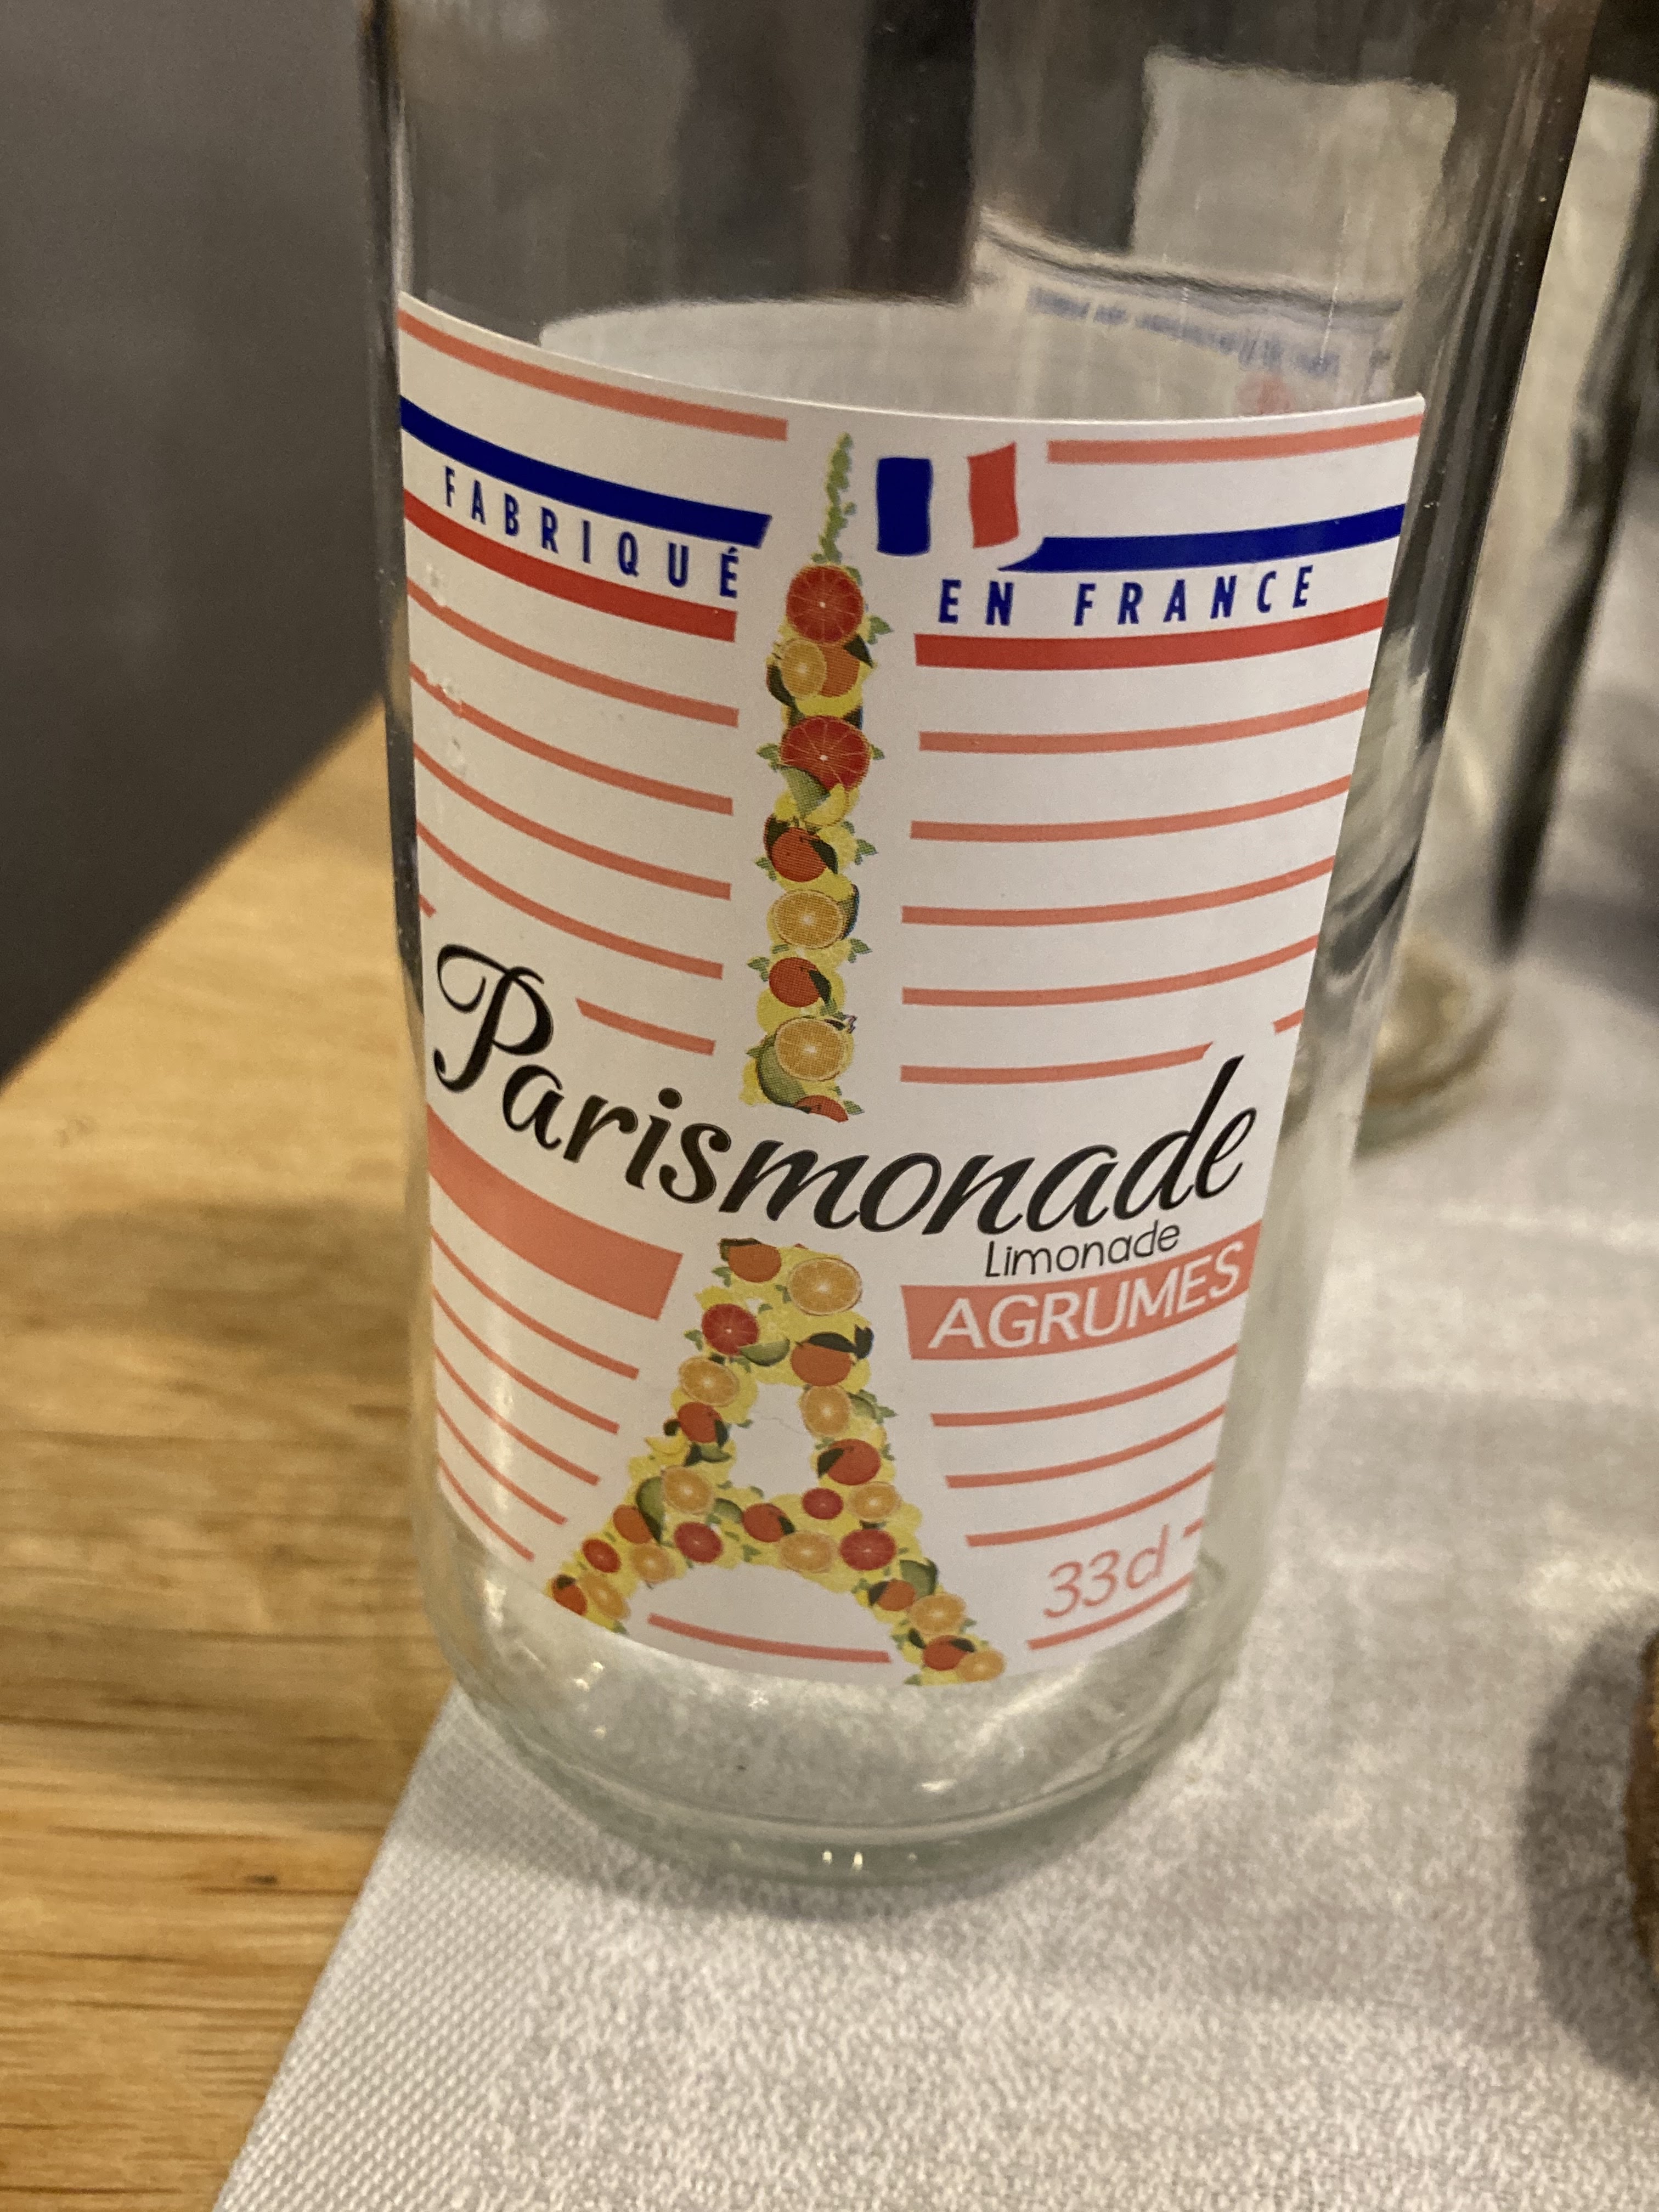 FABRIQUÉ EN FRANCE
Parismonade
Limonade
AGRUMES
33cl